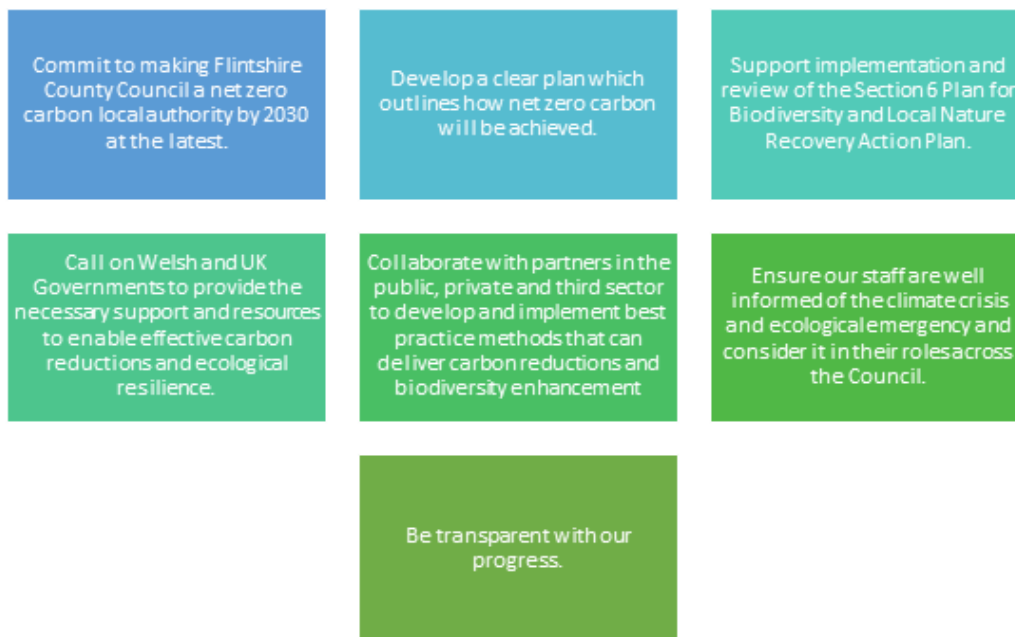 Commit to making Flintshire
County Council a net zero
carbon local authority by 2030
at the latest.
Develop a clear plan which
outlines how net zero carbon
will be achieved.
Support implementation and
review of the Section 6 Plan for
Biodiversity and Local Nature
Recovery Action Plan.
Call on Welsh and UK
Governments to provide the
necessary support and resources
to enable effective carbon
reductions and ecological
resilience.
Collaborate with partners in the
public, private and third sector
to develop and implement best
practice methods that can
deliver carbon reductions and
biodiversity enhancement
Ensure our staff are well
informed of the climate crisis
and ecological emergency and
consider it in their roles across
the Council.
Be transparent with our
progress.